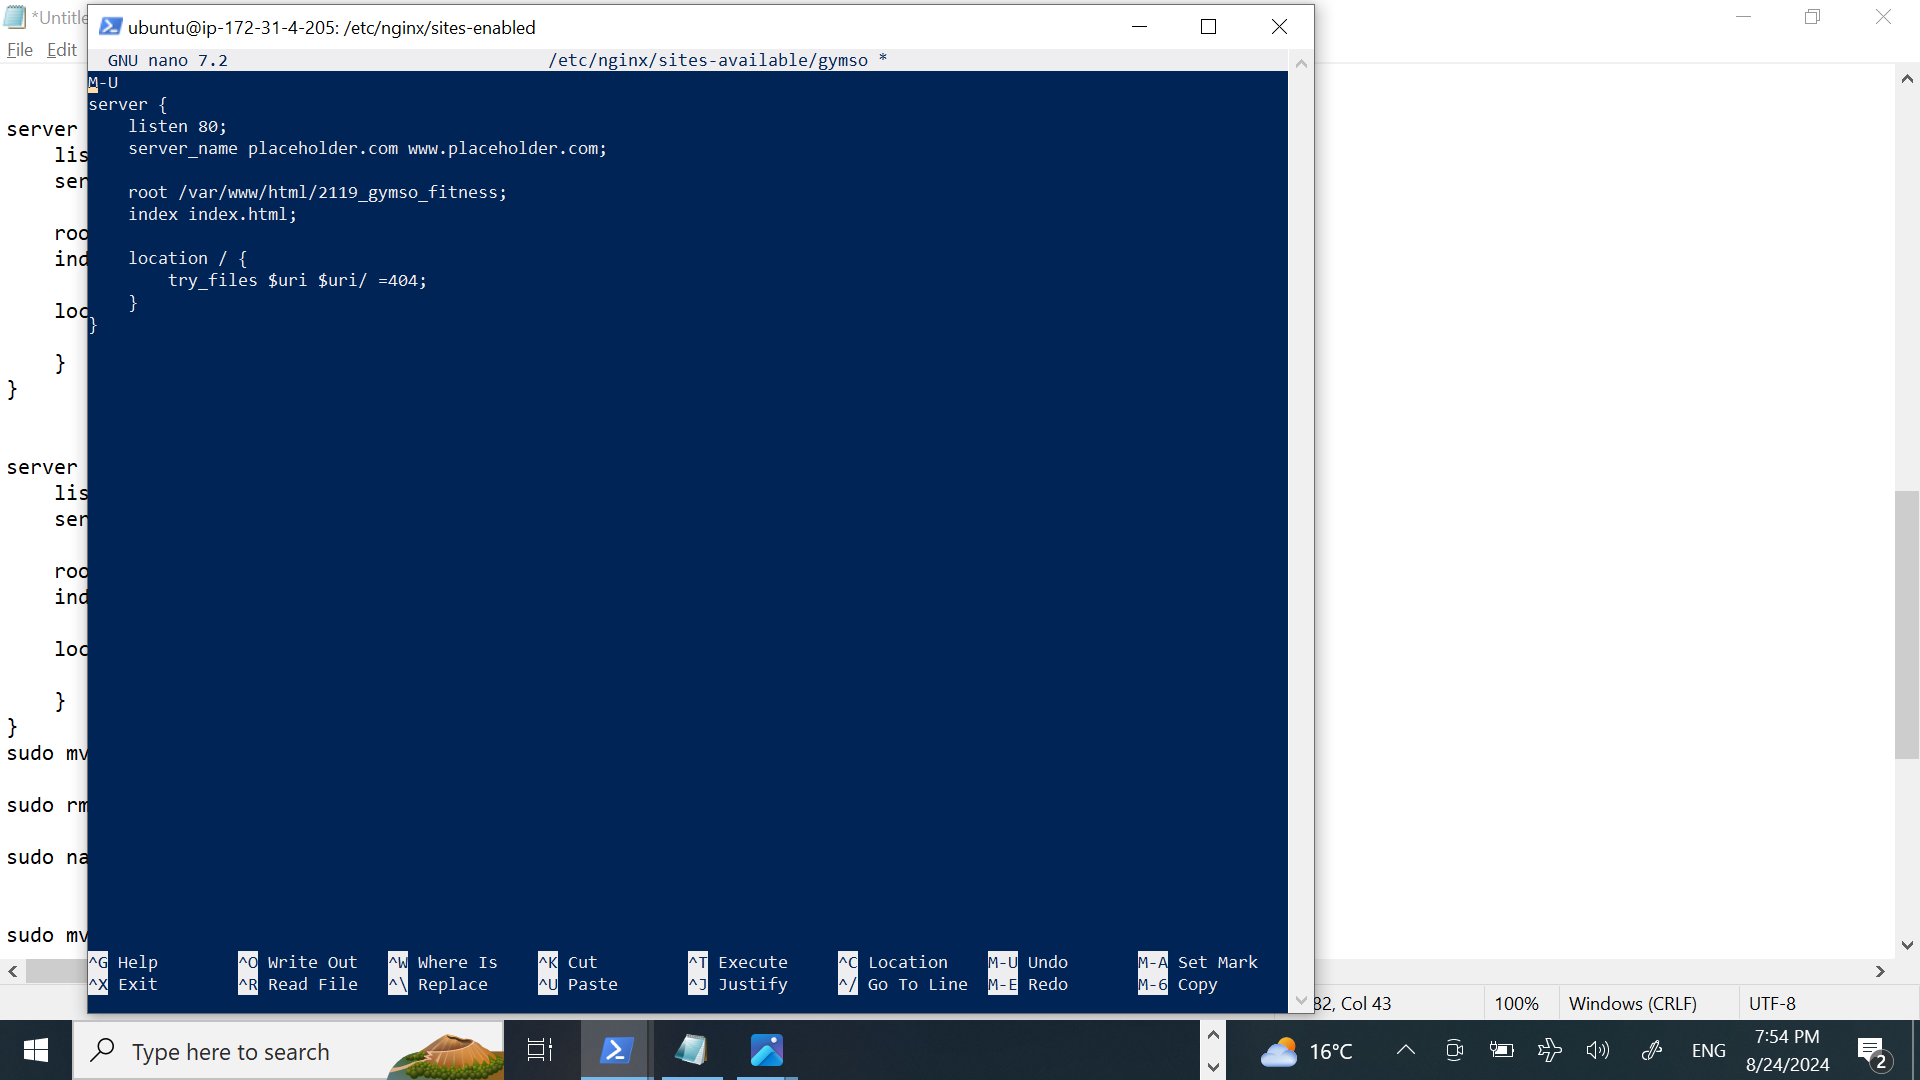 *Untitle
File Edit
server
lis
ser
roo
ind
loc
}
}
server
lis
ser
roo
ind
loc
}
}
sudo mv
sudo rm
sudo na
sudo mv
ubuntu@ip-172-31-4-205: /etc/nginx/sites-enabled
GNU nano 7.2 /etc/nginx/sites-available/gymso *
M-U
server {
    listen 80;
    server_name placeholder.com www.placeholder.com;
    root /var/www/html/2119_gymso_fitness;
    index index.html;
    location / {
        try_files $uri $uri/ =404;
    }
}
^G Help ^O Write Out ^W Where Is ^K Cut ^T Execute ^C Location M-U Undo M-A Set Mark
^X Exit ^R Read File ^\ Replace ^U Paste ^J Justify ^/ Go To Line M-E Redo M-6 Copy
32, Col 43 100% Windows (CRLF) UTF-8
Type here to search 16°C ENG 7:54 PM
8/24/2024 2